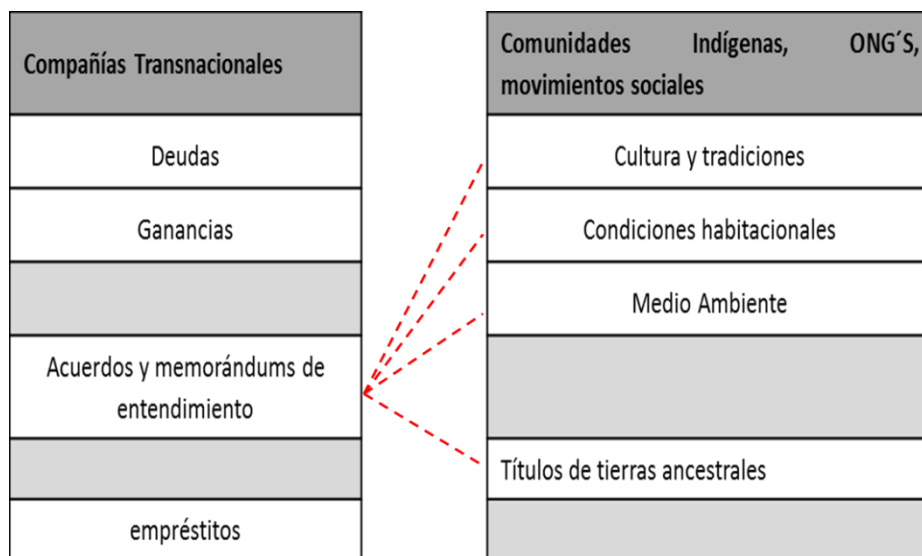 Compañías Transnacionales
Deudas
Ganancias
Acuerdos y memorándums de
entendimiento
empréstitos
Comunidades Indígenas, ONG´S,
movimientos sociales
Cultura y tradiciones
Condiciones habitacionales
Medio Ambiente
Títulos de tierras ancestrales